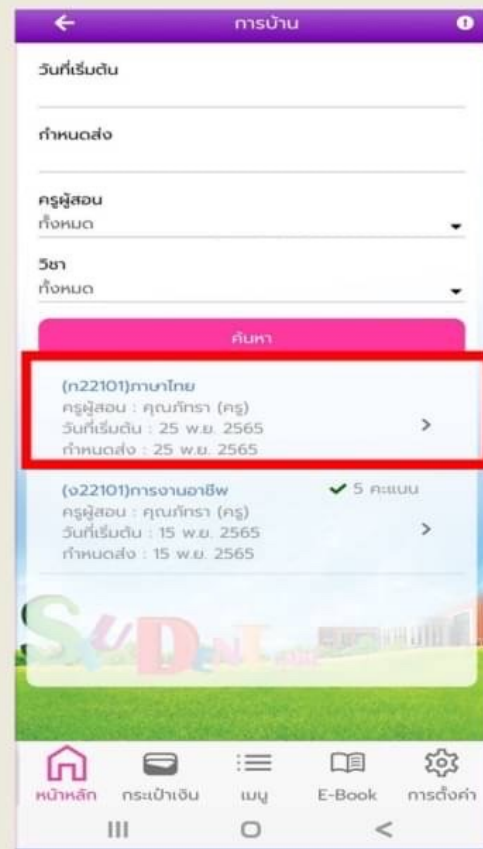 การบ้าน
วันที่เริ่มต้น
กำหนดส่ง
ครูผู้สอน
ทั้งหมด
วิชา
ทั้งหมด
ค้นหา
(ท22101)ภาษาไทย
ครูผู้สอน : คุณภัทรา (ครู)
วันที่เริ่มต้น : 25 พ.ย. 2565
กำหนดส่ง : 25 พ.ย. 2565
(ง22101)การงานอาชีพ ✔ 5 คะแนน
ครูผู้สอน : คุณภัทรา (ครู)
วันที่เริ่มต้น : 15 พ.ย. 2565
กำหนดส่ง : 15 พ.ย. 2565
STUDENT
หน้าหลัก กระเป๋าเงิน เมนู E-Book การตั้งค่า